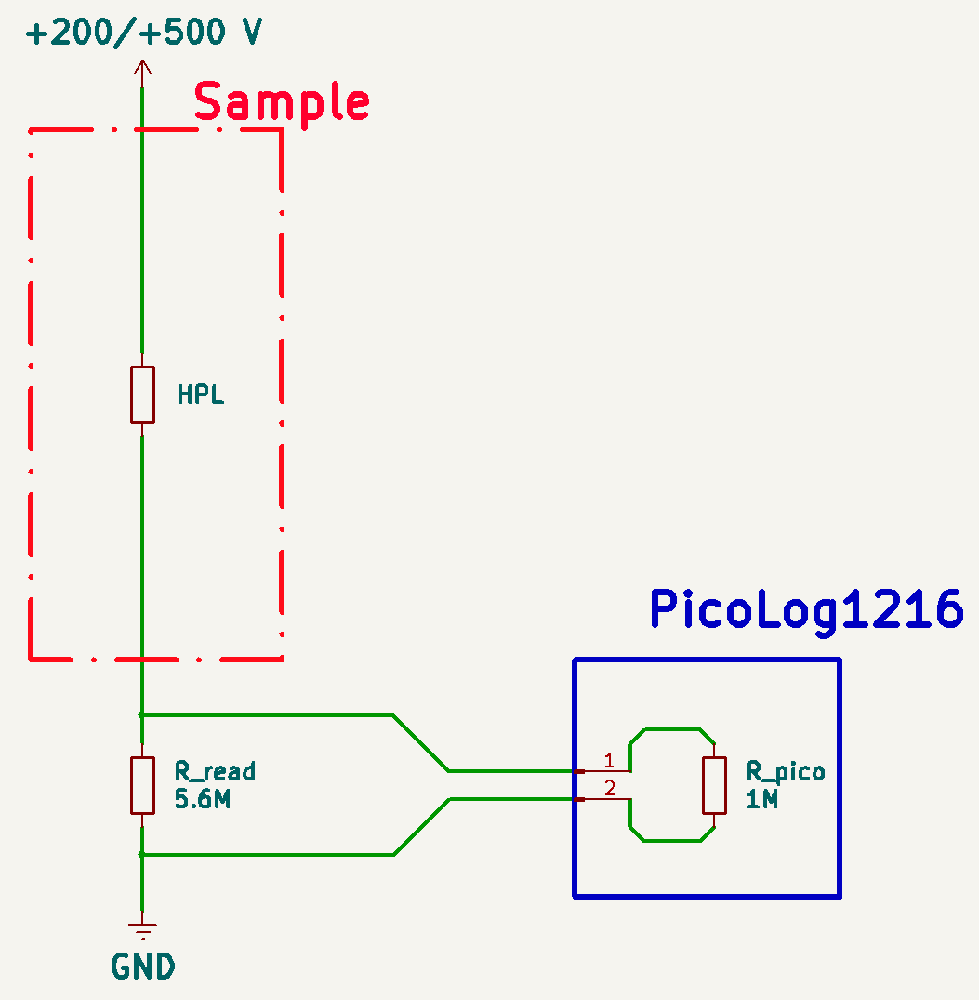 +200/+500 V
Sample
HPL
PicoLog1216
1
2
R_read
5.6M
R_pico
1M
GND